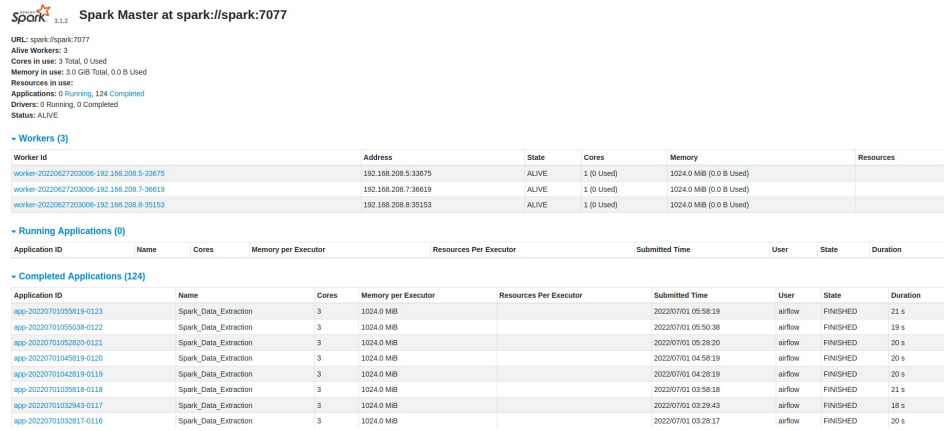 APACHE
Spark 3.1.2 Spark Master at spark://spark:7077
URL: spark://spark:7077
Alive Workers: 3
Cores in use: 3 Total, 0 Used
Memory in use: 3.0 GiB Total, 0.0 B Used
Resources in use:
Applications: 0 Running, 124 Completed
Drivers: 0 Running, 0 Completed
Status: ALIVE
Workers (3)
Worker Id Address State Cores Memory Resources
worker-20220627203006-192.168.208.5-33675 192.168.208.5:33675 ALIVE 1 (0 Used) 1024.0 MiB (0.0 B Used)
worker-20220627203006-192.168.208.7-36619 192.168.208.7:36619 ALIVE 1 (0 Used) 1024.0 MiB (0.0 B Used)
worker-20220627203006-192.168.208.8-35153 192.168.208.8:35153 ALIVE 1 (0 Used) 1024.0 MiB (0.0 B Used)
Running Applications (0)
Application ID Name Cores Memory per Executor Resources Per Executor Submitted Time User State Duration
Completed Applications (124)
Application ID Name Cores Memory per Executor Resources Per Executor Submitted Time User State Duration
app-20220701055819-0123 Spark_Data_Extraction 3 1024.0 MiB 2022/07/01 05:58:19 airflow FINISHED 21 s
app-20220701055038-0122 Spark_Data_Extraction 3 1024.0 MiB 2022/07/01 05:50:38 airflow FINISHED 19 s
app-20220701052820-0121 Spark_Data_Extraction 3 1024.0 MiB 2022/07/01 05:28:20 airflow FINISHED 20 s
app-20220701045819-0120 Spark_Data_Extraction 3 1024.0 MiB 2022/07/01 04:58:19 airflow FINISHED 20 s
app-20220701042819-0119 Spark_Data_Extraction 3 1024.0 MiB 2022/07/01 04:28:19 airflow FINISHED 20 s
app-20220701035818-0118 Spark_Data_Extraction 3 1024.0 MiB 2022/07/01 03:58:18 airflow FINISHED 21 s
app-20220701032943-0117 Spark_Data_Extraction 3 1024.0 MiB 2022/07/01 03:29:43 airflow FINISHED 18 s
app-20220701032817-0116 Spark_Data_Extraction 3 1024.0 MiB 2022/07/01 03:28:17 airflow FINISHED 20 s